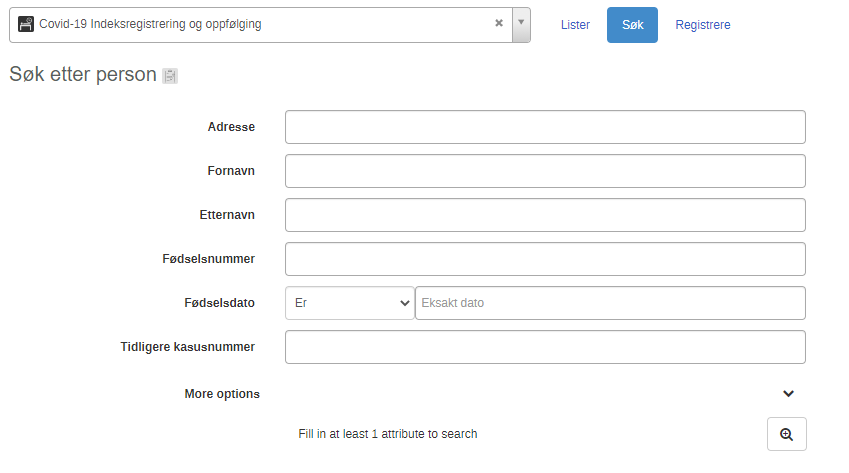 Covid-19 Indeksregistrering og oppfølging
Lister
Søk
Registrere
Søk etter person
Adresse
Fornavn
Etternavn
Fødselsnummer
Fødselsdato
Er
Eksakt dato
Tidligere kasusnummer
More options
Fill in at least 1 attribute to search